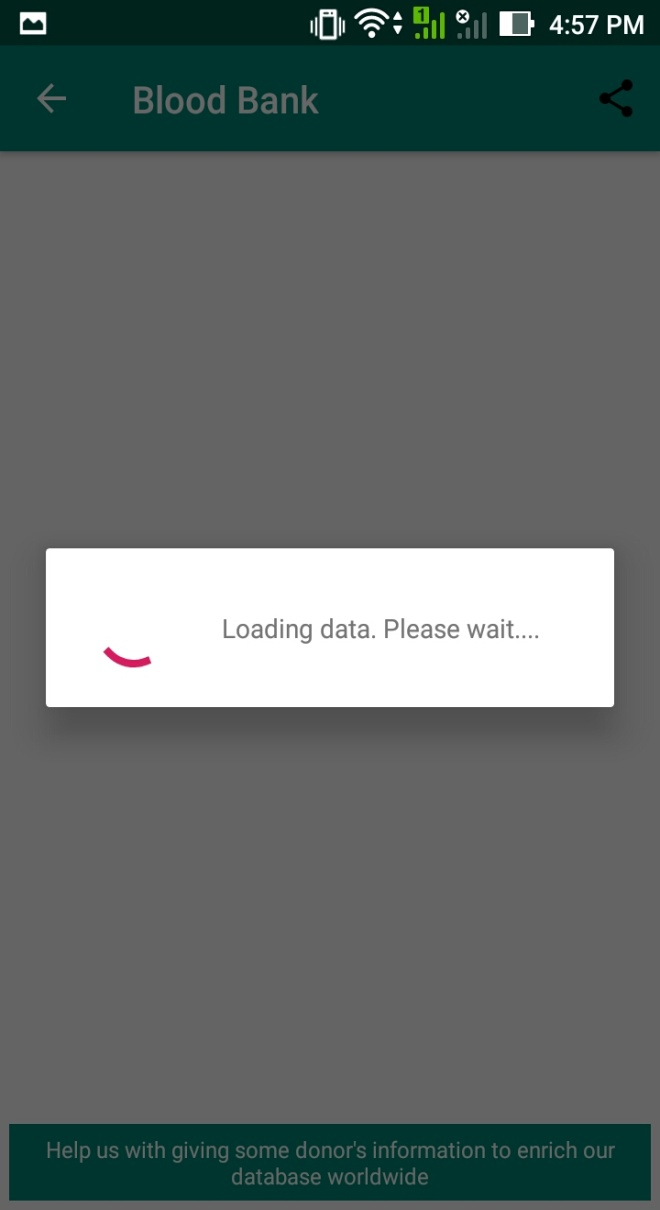 1
4:57 PM
Blood Bank
Loading data. Please wait....
Help us with giving some donor's information to enrich our
database worldwide